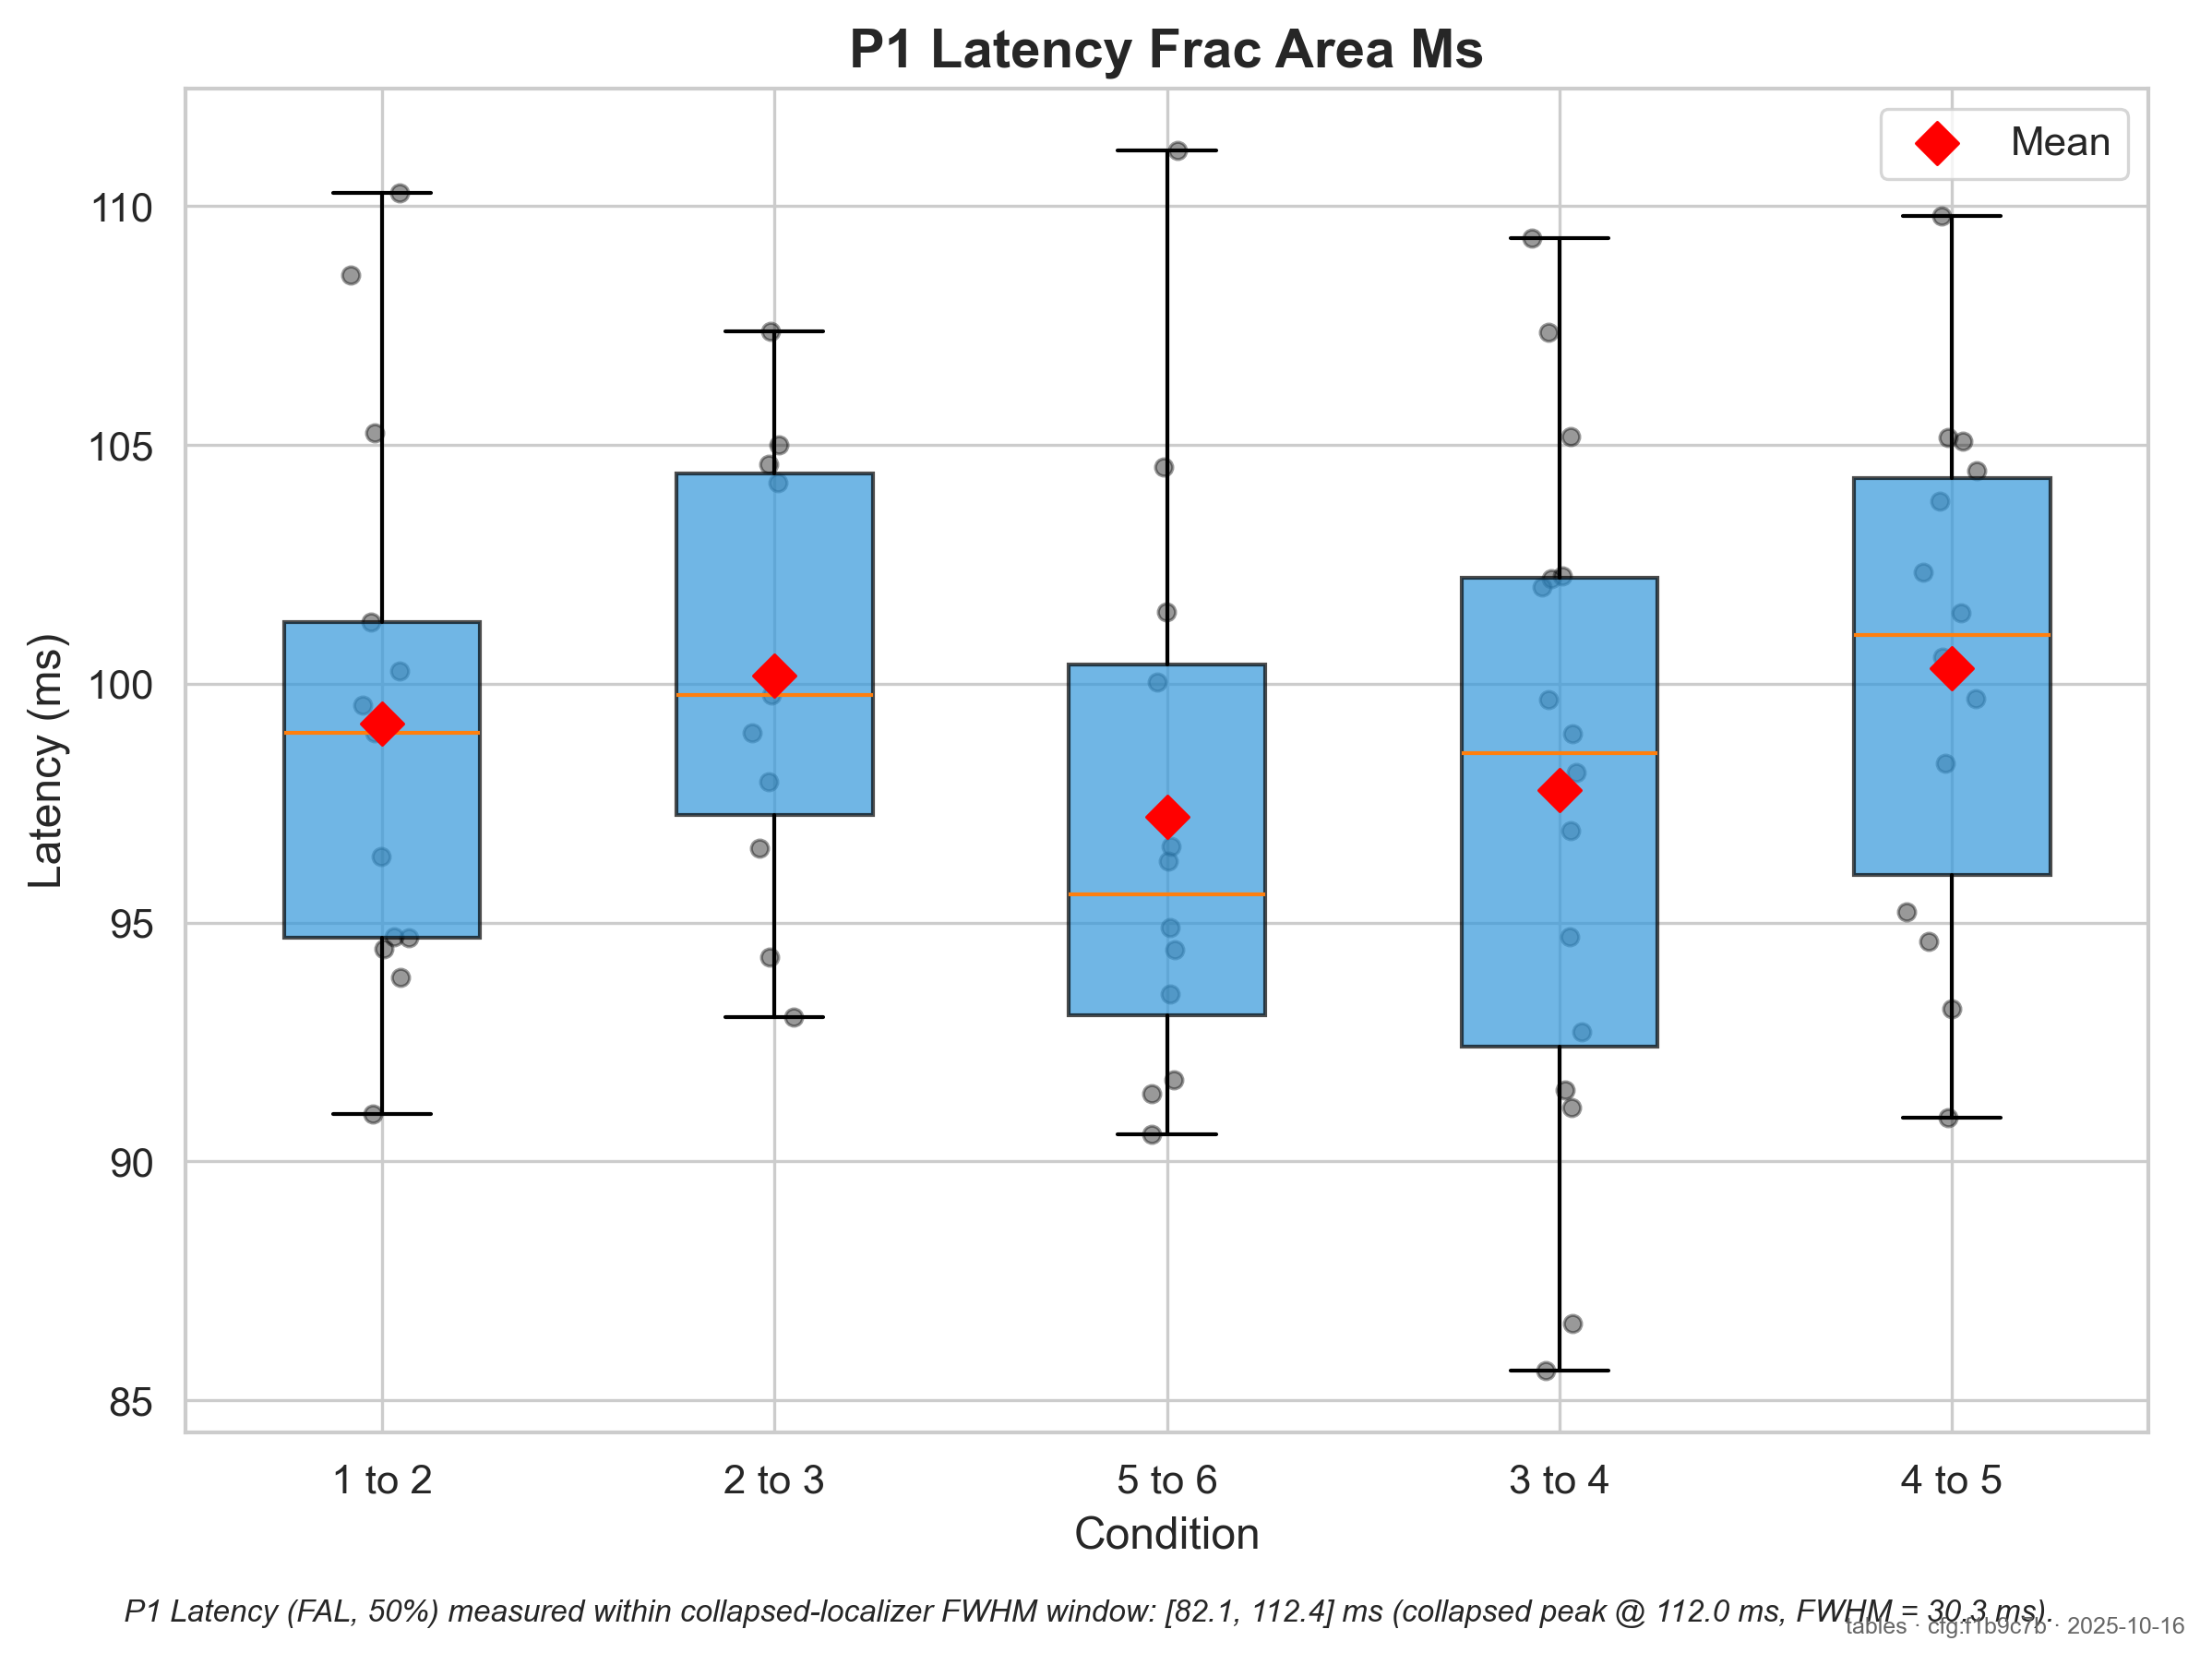 P1 Latency Frac Area Ms
Mean
110
105
100
95
90
85
Latency (ms)
1 to 2
2 to 3
5 to 6
3 to 4
4 to 5
Condition
P1 Latency (FAL, 50%) measured within collapsed-localizer FWHM window: [82.1, 112.4] ms (collapsed peak @ 112.0 ms, FWHM = 30.3 ms).
tables · cfg:f1b9c7b · 2025-10-16